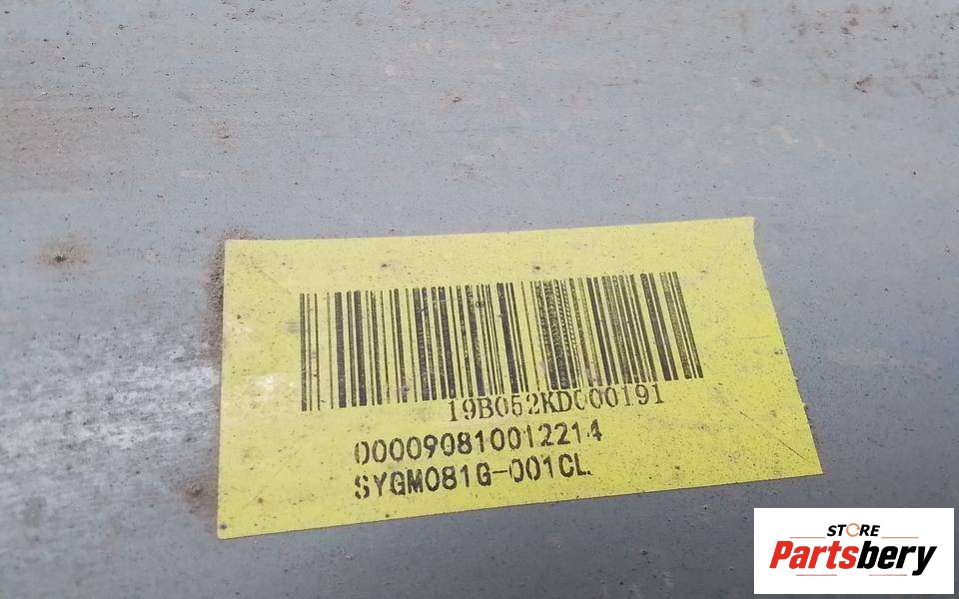 19B052KD000191
000090810012214
SYGM081G-001CL.
STORE
Partsbery